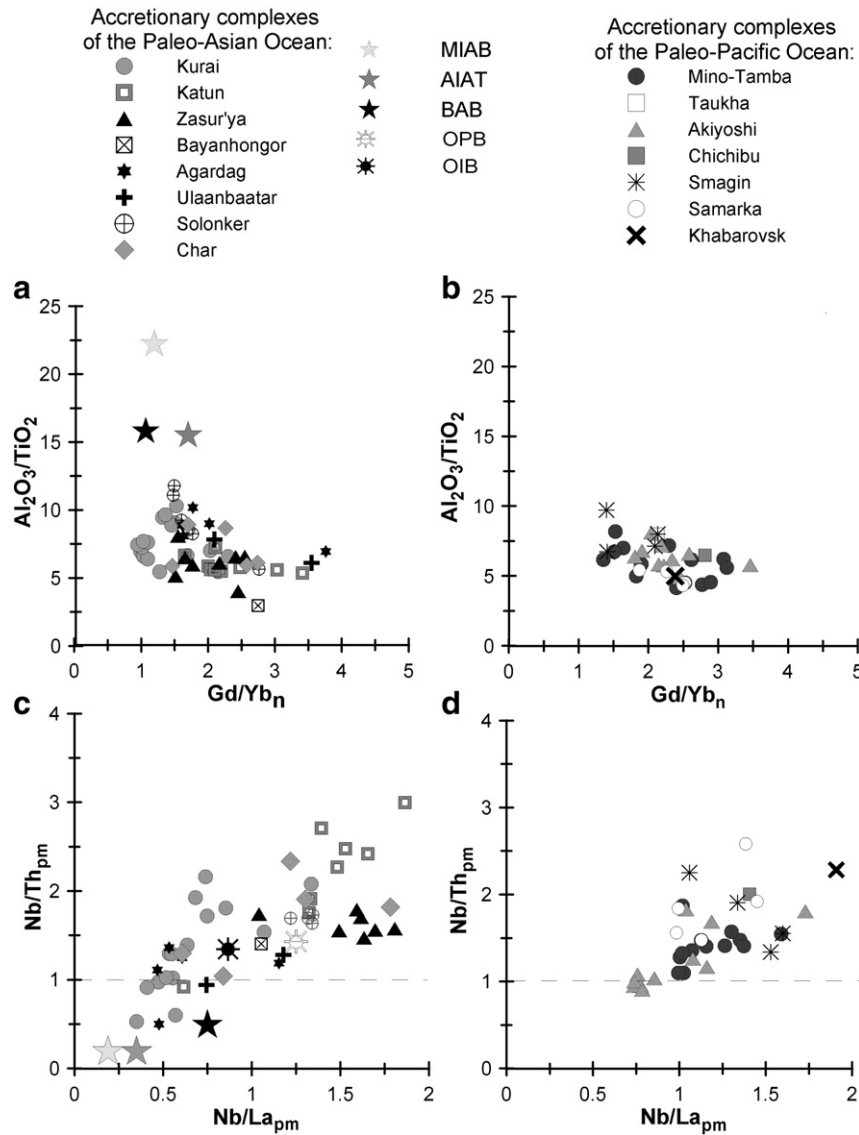 Accretionary complexes
of the Paleo-Asian Ocean:
Kurai
Katun
Zasur'ya
Bayanhongor
Agardag
Ulaanbaatar
Solonker
Char
MIAB
AIAT
BAB
OPB
OIB
Accretionary complexes
of the Paleo-Pacific Ocean:
Mino-Tamba
Taukha
Akiyoshi
Chichibu
Smagin
Samarka
Khabarovsk
a
25
20
15
10
5
0
Al₂O₃/TiO₂
0 1 2 3 4 5
Gd/Ybₙ
b
25
20
15
10
5
0
Al₂O₃/TiO₂
0 1 2 3 4 5
Gd/Ybₙ
c
4
3
2
1
0
Nb/Thₚₘ
0 0.5 1 1.5 2
Nb/Laₚₘ
d
4
3
2
1
0
Nb/Thₚₘ
0 0.5 1 1.5 2
Nb/Laₚₘ